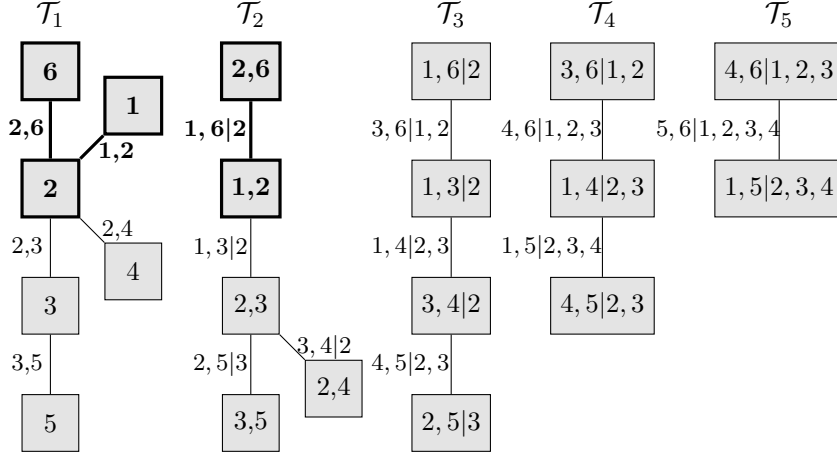 T₁ T₂ T₃ T₄ T₅
6 2,6 1, 6|2 3, 6|1, 2 4, 6|1, 2, 3
1
2,6 1, 6|2 3, 6|1, 2 4, 6|1, 2, 3 5, 6|1, 2, 3, 4
1,2
2 1,2 1, 3|2 1, 4|2, 3 1, 5|2, 3, 4
2,4
2,3 1, 3|2 1, 4|2, 3 1, 5|2, 3, 4
4
3 2,3 3, 4|2 4, 5|2, 3
3, 4|2
3,5 2, 5|3 4, 5|2, 3
2,4
5 3,5 2, 5|3